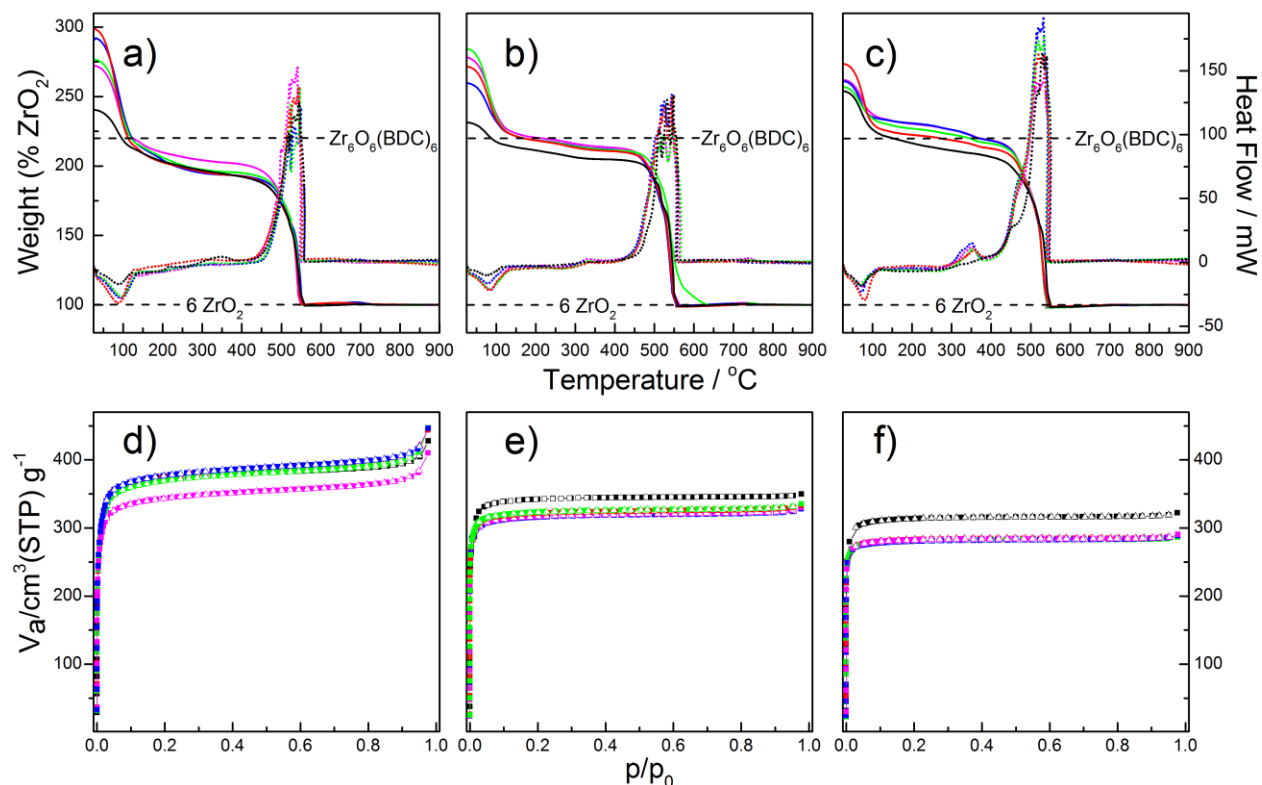 a)
b)
c)
300
250
200
150
100
Weight (% ZrO₂)
Zr₆O₆(BDC)₆
Zr₆O₆(BDC)₆
Zr₆O₆(BDC)₆
6 ZrO₂
6 ZrO₂
6 ZrO₂
150
100
50
0
-50
Heat Flow / mW
100 200 300 400 500 600 700 800 900
100 200 300 400 500 600 700 800 900
100 200 300 400 500 600 700 800 900
Temperature / °C
d)
e)
f)
400
300
200
100
Va/cm³(STP) g⁻¹
400
300
200
100
0.0 0.2 0.4 0.6 0.8 1.0
0.0 0.2 0.4 0.6 0.8 1.0
0.0 0.2 0.4 0.6 0.8 1.0
p/p₀